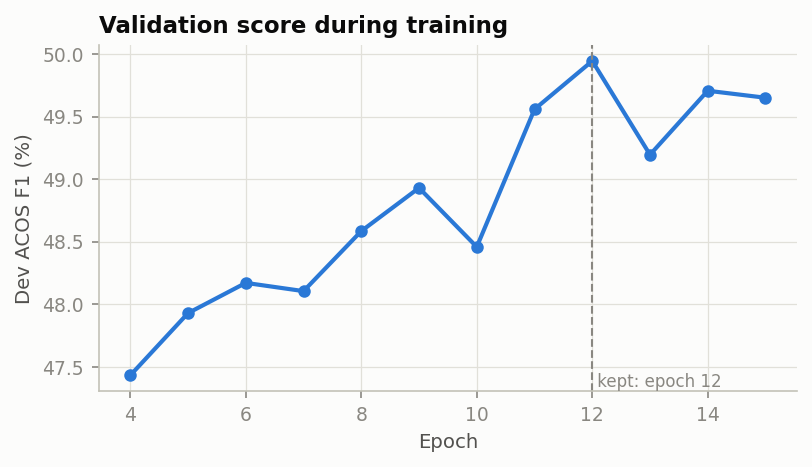 Validation score during training
Dev ACOS F1 (%)
50.0
49.5
49.0
48.5
48.0
47.5
kept: epoch 12
4 6 8 10 12 14
Epoch